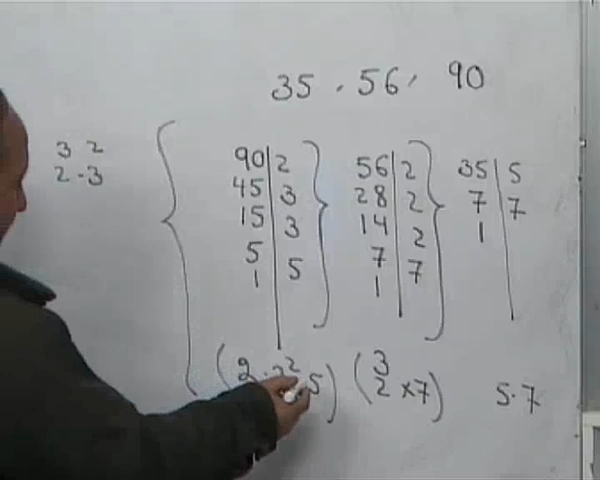 35 , 56 , 90
3 2
2 . 3
90 | 2 } 56 | 2 } 35 | 5
45 | 3 28 | 2 7 | 7
15 | 3 14 | 2 1 |
5 | 5 7 | 7
1 | 1 |
(2 · 3² 5) (2³ × 7) 5 · 7